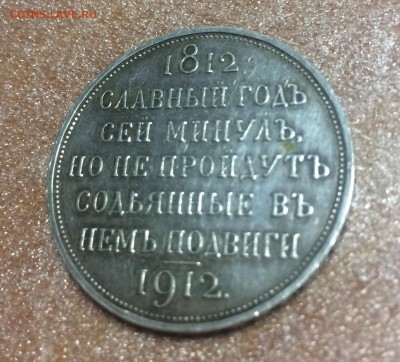 COINS.LAVE.RU
1812.
СЛАВНЫЙ ГОДЪ
СЕЙ МИНУЛЪ,
НО НЕ ПРОЙДУТЪ
СОДѢЯННЫЕ ВЪ
НЕМЪ ПОДВИГИ
1912.